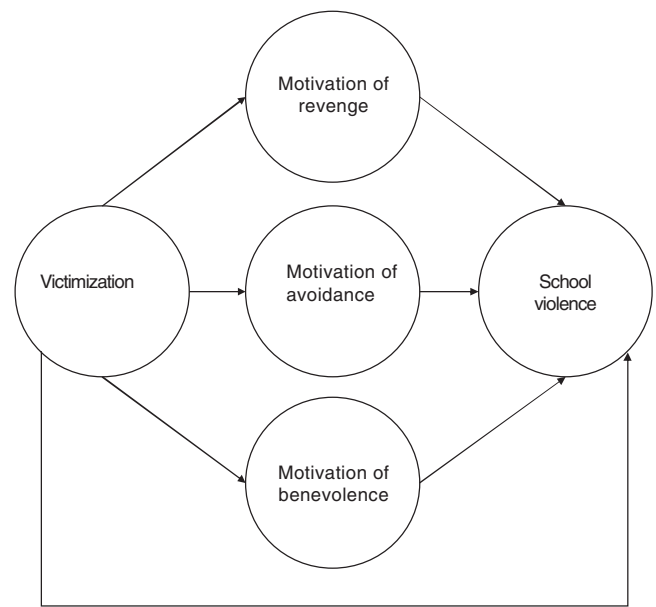 Motivation of
revenge
Victimization
Motivation of
avoidance
School
violence
Motivation of
benevolence